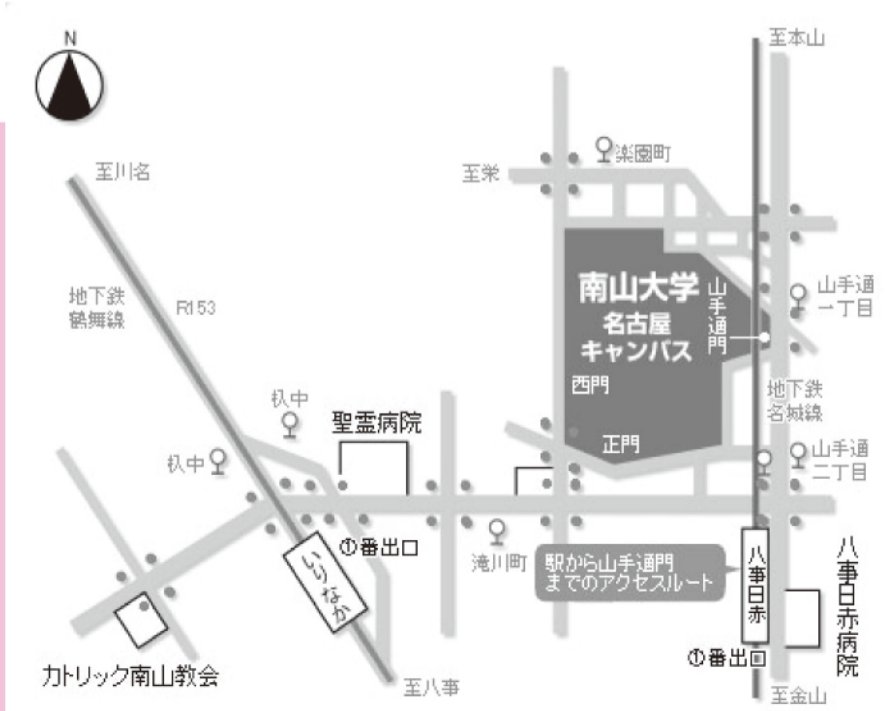 N
至本山
楽園町
至栄
至川名
地下鉄
鶴舞線
R153
南山大学
名古屋
キャンパス
山手通門
西門
正門
山手通
一丁目
地下鉄
名城線
山手通
二丁目
杁中
杁中
聖霊病院
①番出口
いりなか
滝川町
駅から山手通門
までのアクセスルート
八事日赤
八事日赤病院
①番出口
カトリック南山教会
至八事
至金山